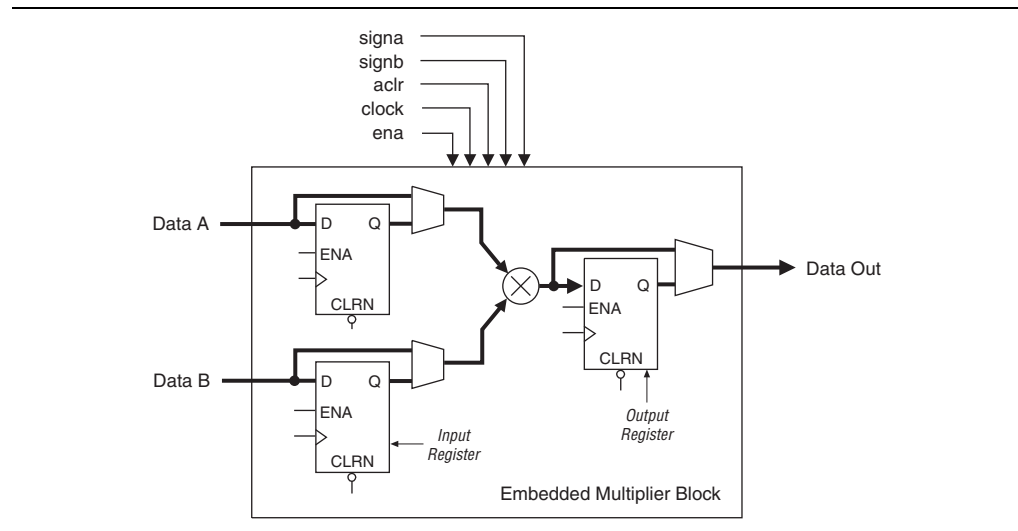 signa
signb
aclr
clock
ena
Data A
D Q
ENA
CLRN
Data B
D Q
ENA
CLRN
Input
Register
D Q
ENA
CLRN
Output
Register
Data Out
Embedded Multiplier Block